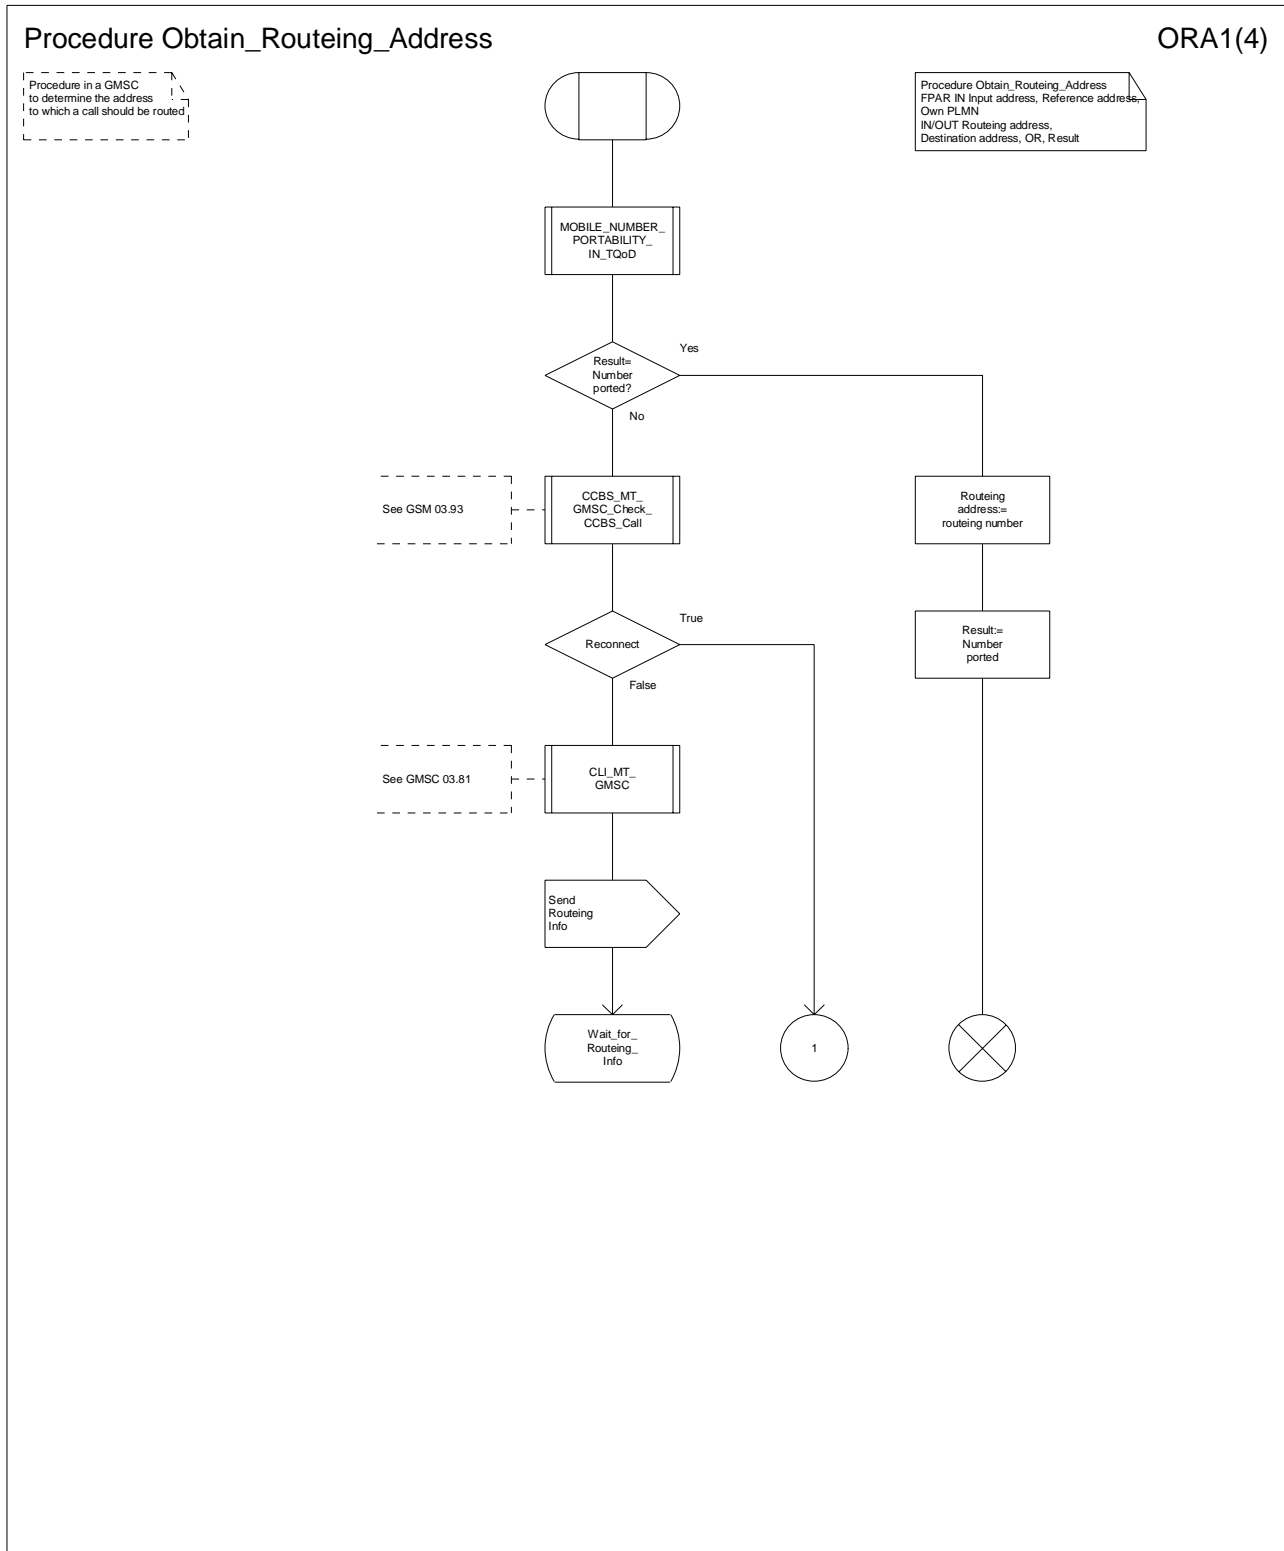 Procedure Obtain_Routeing_Address
ORA1(4)
Procedure in a GMSC
to determine the address
to which a call should be routed
Procedure Obtain_Routeing_Address
FPAR IN Input address, Reference address,
Own PLMN
IN/OUT Routeing address,
Destination address, OR, Result
MOBILE_NUMBER_
PORTABILITY_
IN_TQoD
Yes
Result=
Number
ported?
No
See GSM 03.93
CCBS_MT_
GMSC_Check_
CCBS_Call
Routeing
address:=
routeing number
True
Reconnect
False
Result:=
Number
ported
See GMSC 03.81
CLI_MT_
GMSC
Send
Routeing
Info
Wait_for_
Routeing_
Info
1